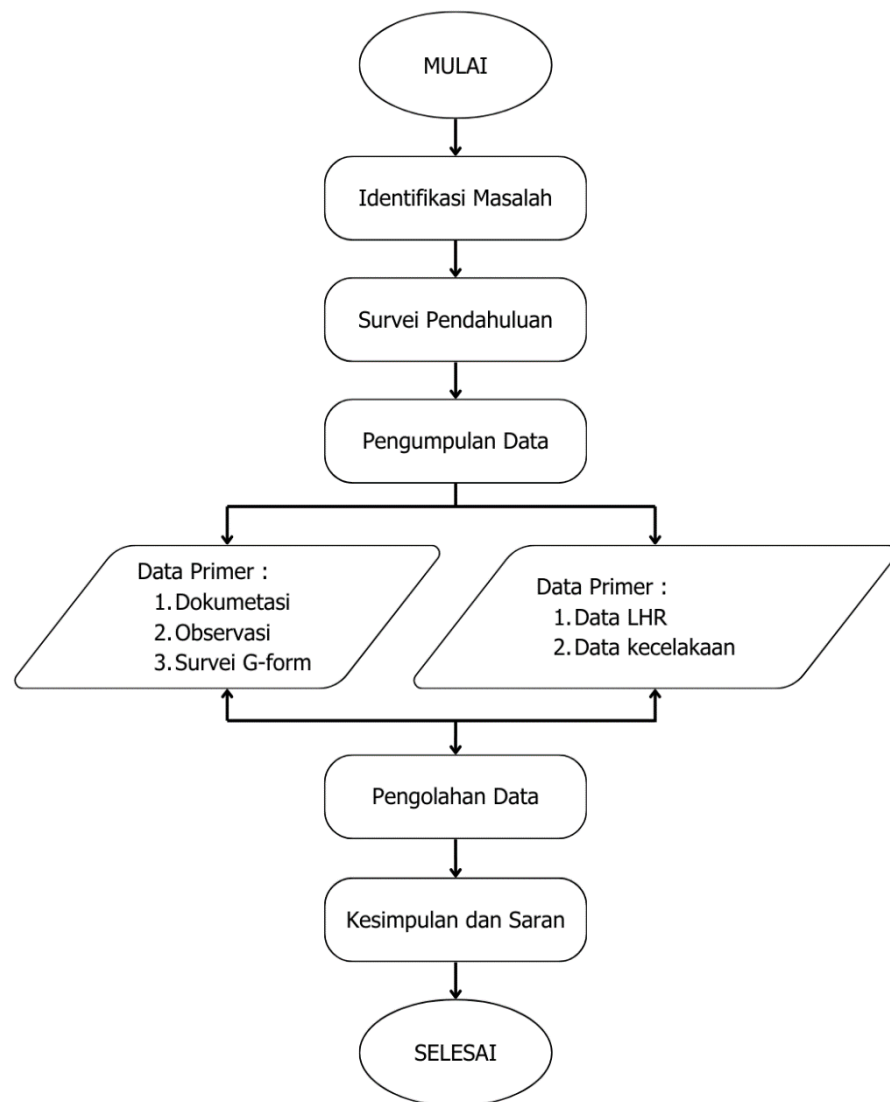 MULAI
Identifikasi Masalah
Survei Pendahuluan
Pengumpulan Data
Data Primer :
1.Dokumetasi
2.Observasi
3.Survei G-form
Data Primer :
1.Data LHR
2.Data kecelakaan
Pengolahan Data
Kesimpulan dan Saran
SELESAI